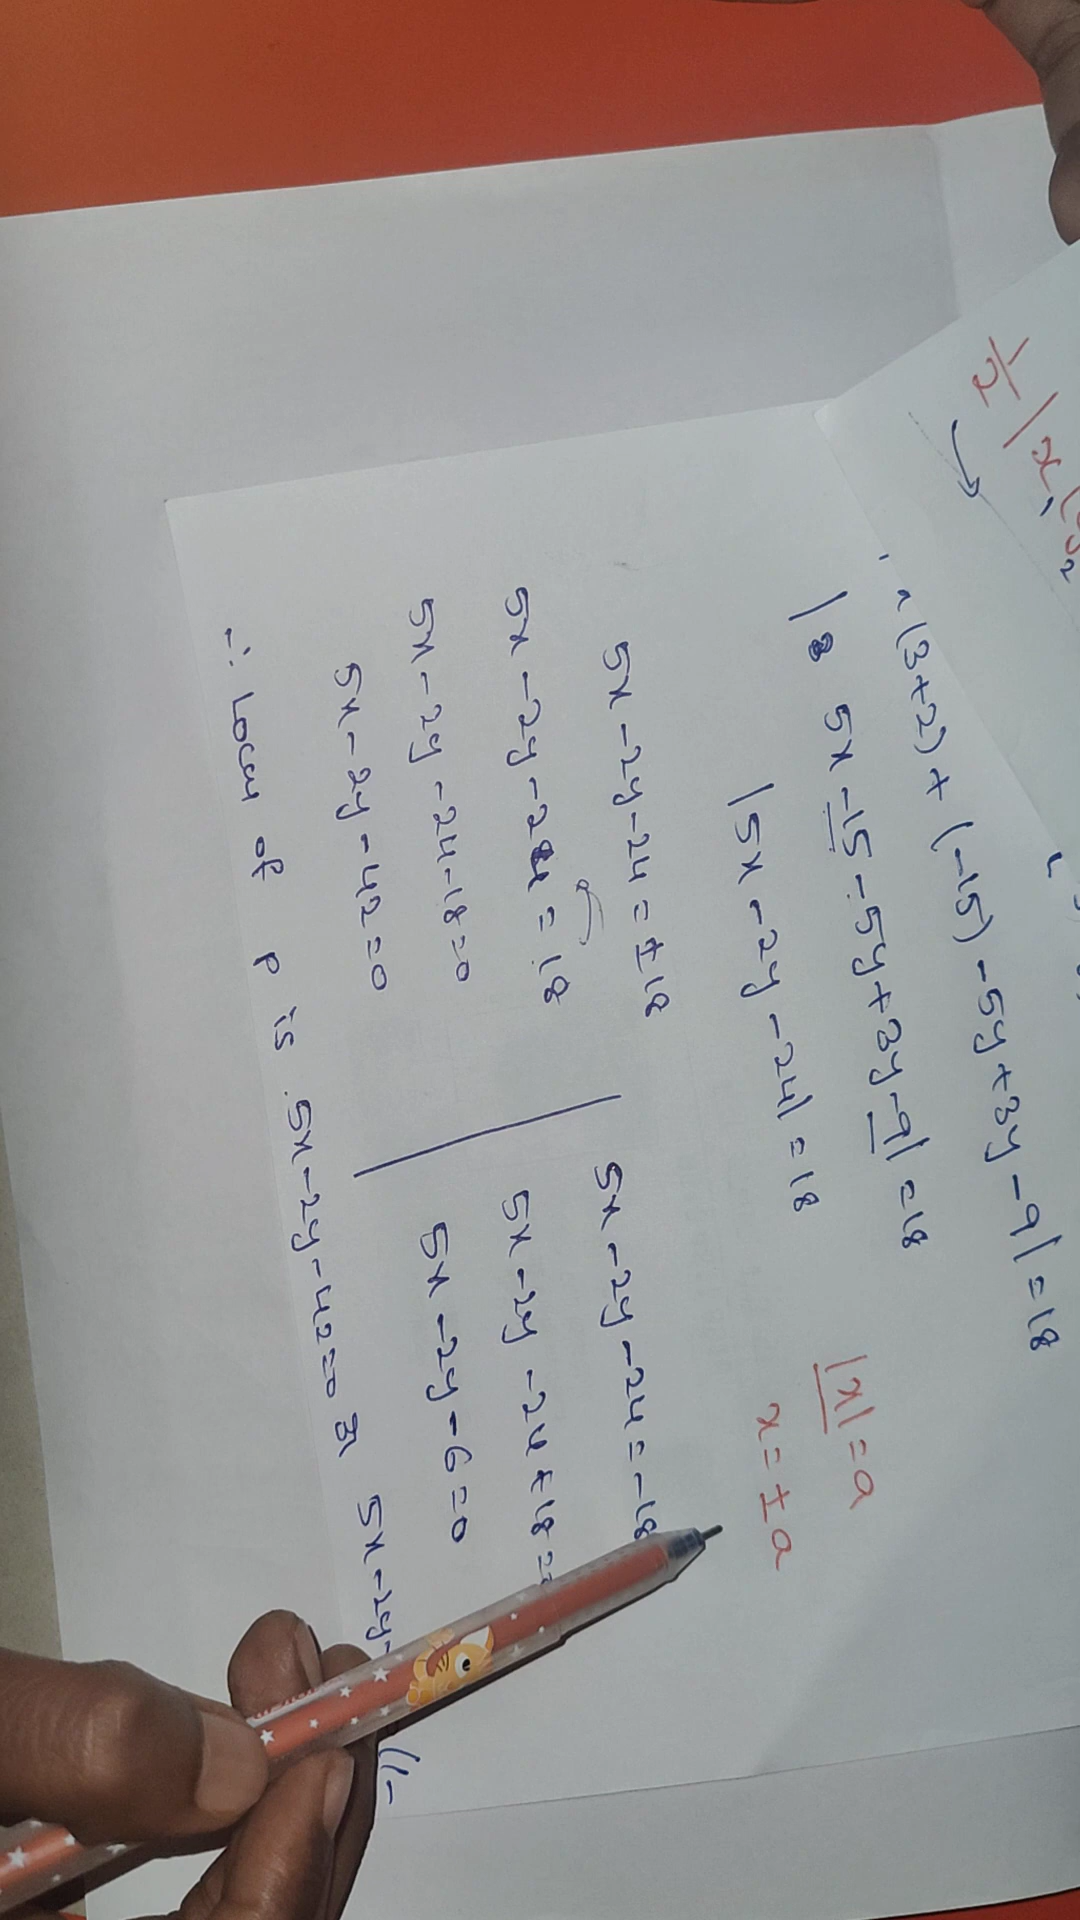 1/2 | x₁(y₂
(3+2) + (-15) -5y+3y -9| = 18
| 5x -15 -5y+3y -9| = 18
|5x -2y -24| = 18
|x| = a
x = ± a
5x -2y -24 = ± 18
5x -2y -24 = 18
5x -2y -24 -18 = 0
5x -2y -42 = 0
5x -2y -24 = -18
5x -2y -24 +18 =
5x -2y -6 = 0
∴ Locus of P is 5x -2y -42 = 0 or 5x -2y-